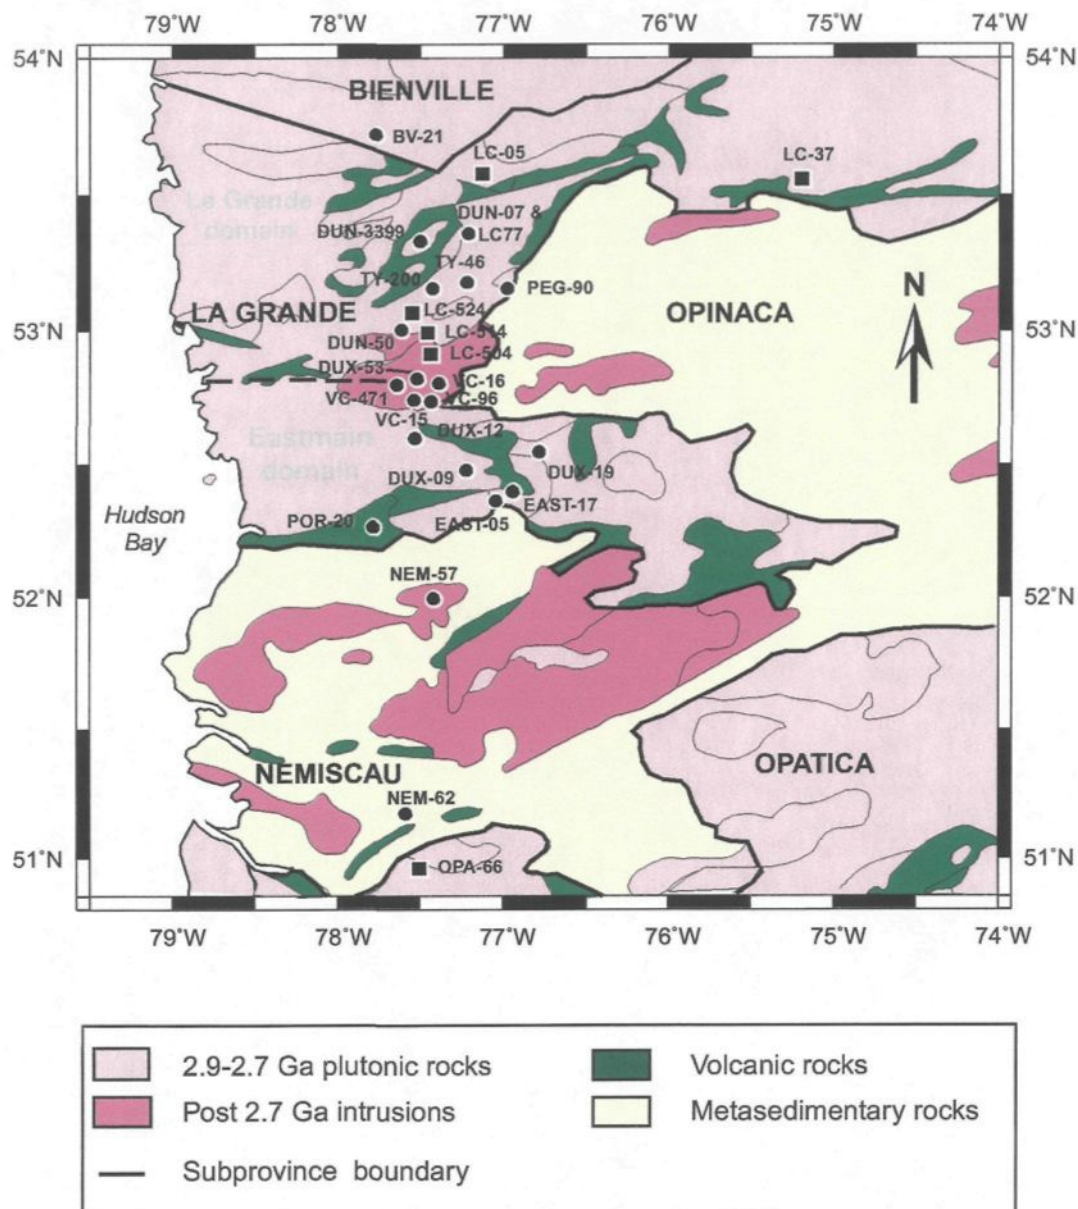 79°W 78°W 77°W 76°W 75°W 74°W
54°N 54°N
BIENVILLE
BV-21
LC-05
LC-37
La Grande
domain
DUN-07 &
LC77
DUN-3399
TY-46
TY-200
PEG-90
N
LA GRANDE
LC-524
OPINACA
53°N 53°N
DUN-50
LC-514
LC-504
DUX-53
VC-16
VC-471
VC-96
VC-15
DUX-12
Eastmain
domain
DUX-09
DUX-19
Hudson
Bay
POR-20
EAST-05
EAST-17
NEM-57
52°N 52°N
NEMISCAU
OPATICA
NEM-62
51°N 51°N
OPA-66
79°W 78°W 77°W 76°W 75°W 74°W
2.9-2.7 Ga plutonic rocks
Volcanic rocks
Post 2.7 Ga intrusions
Metasedimentary rocks
Subprovince boundary